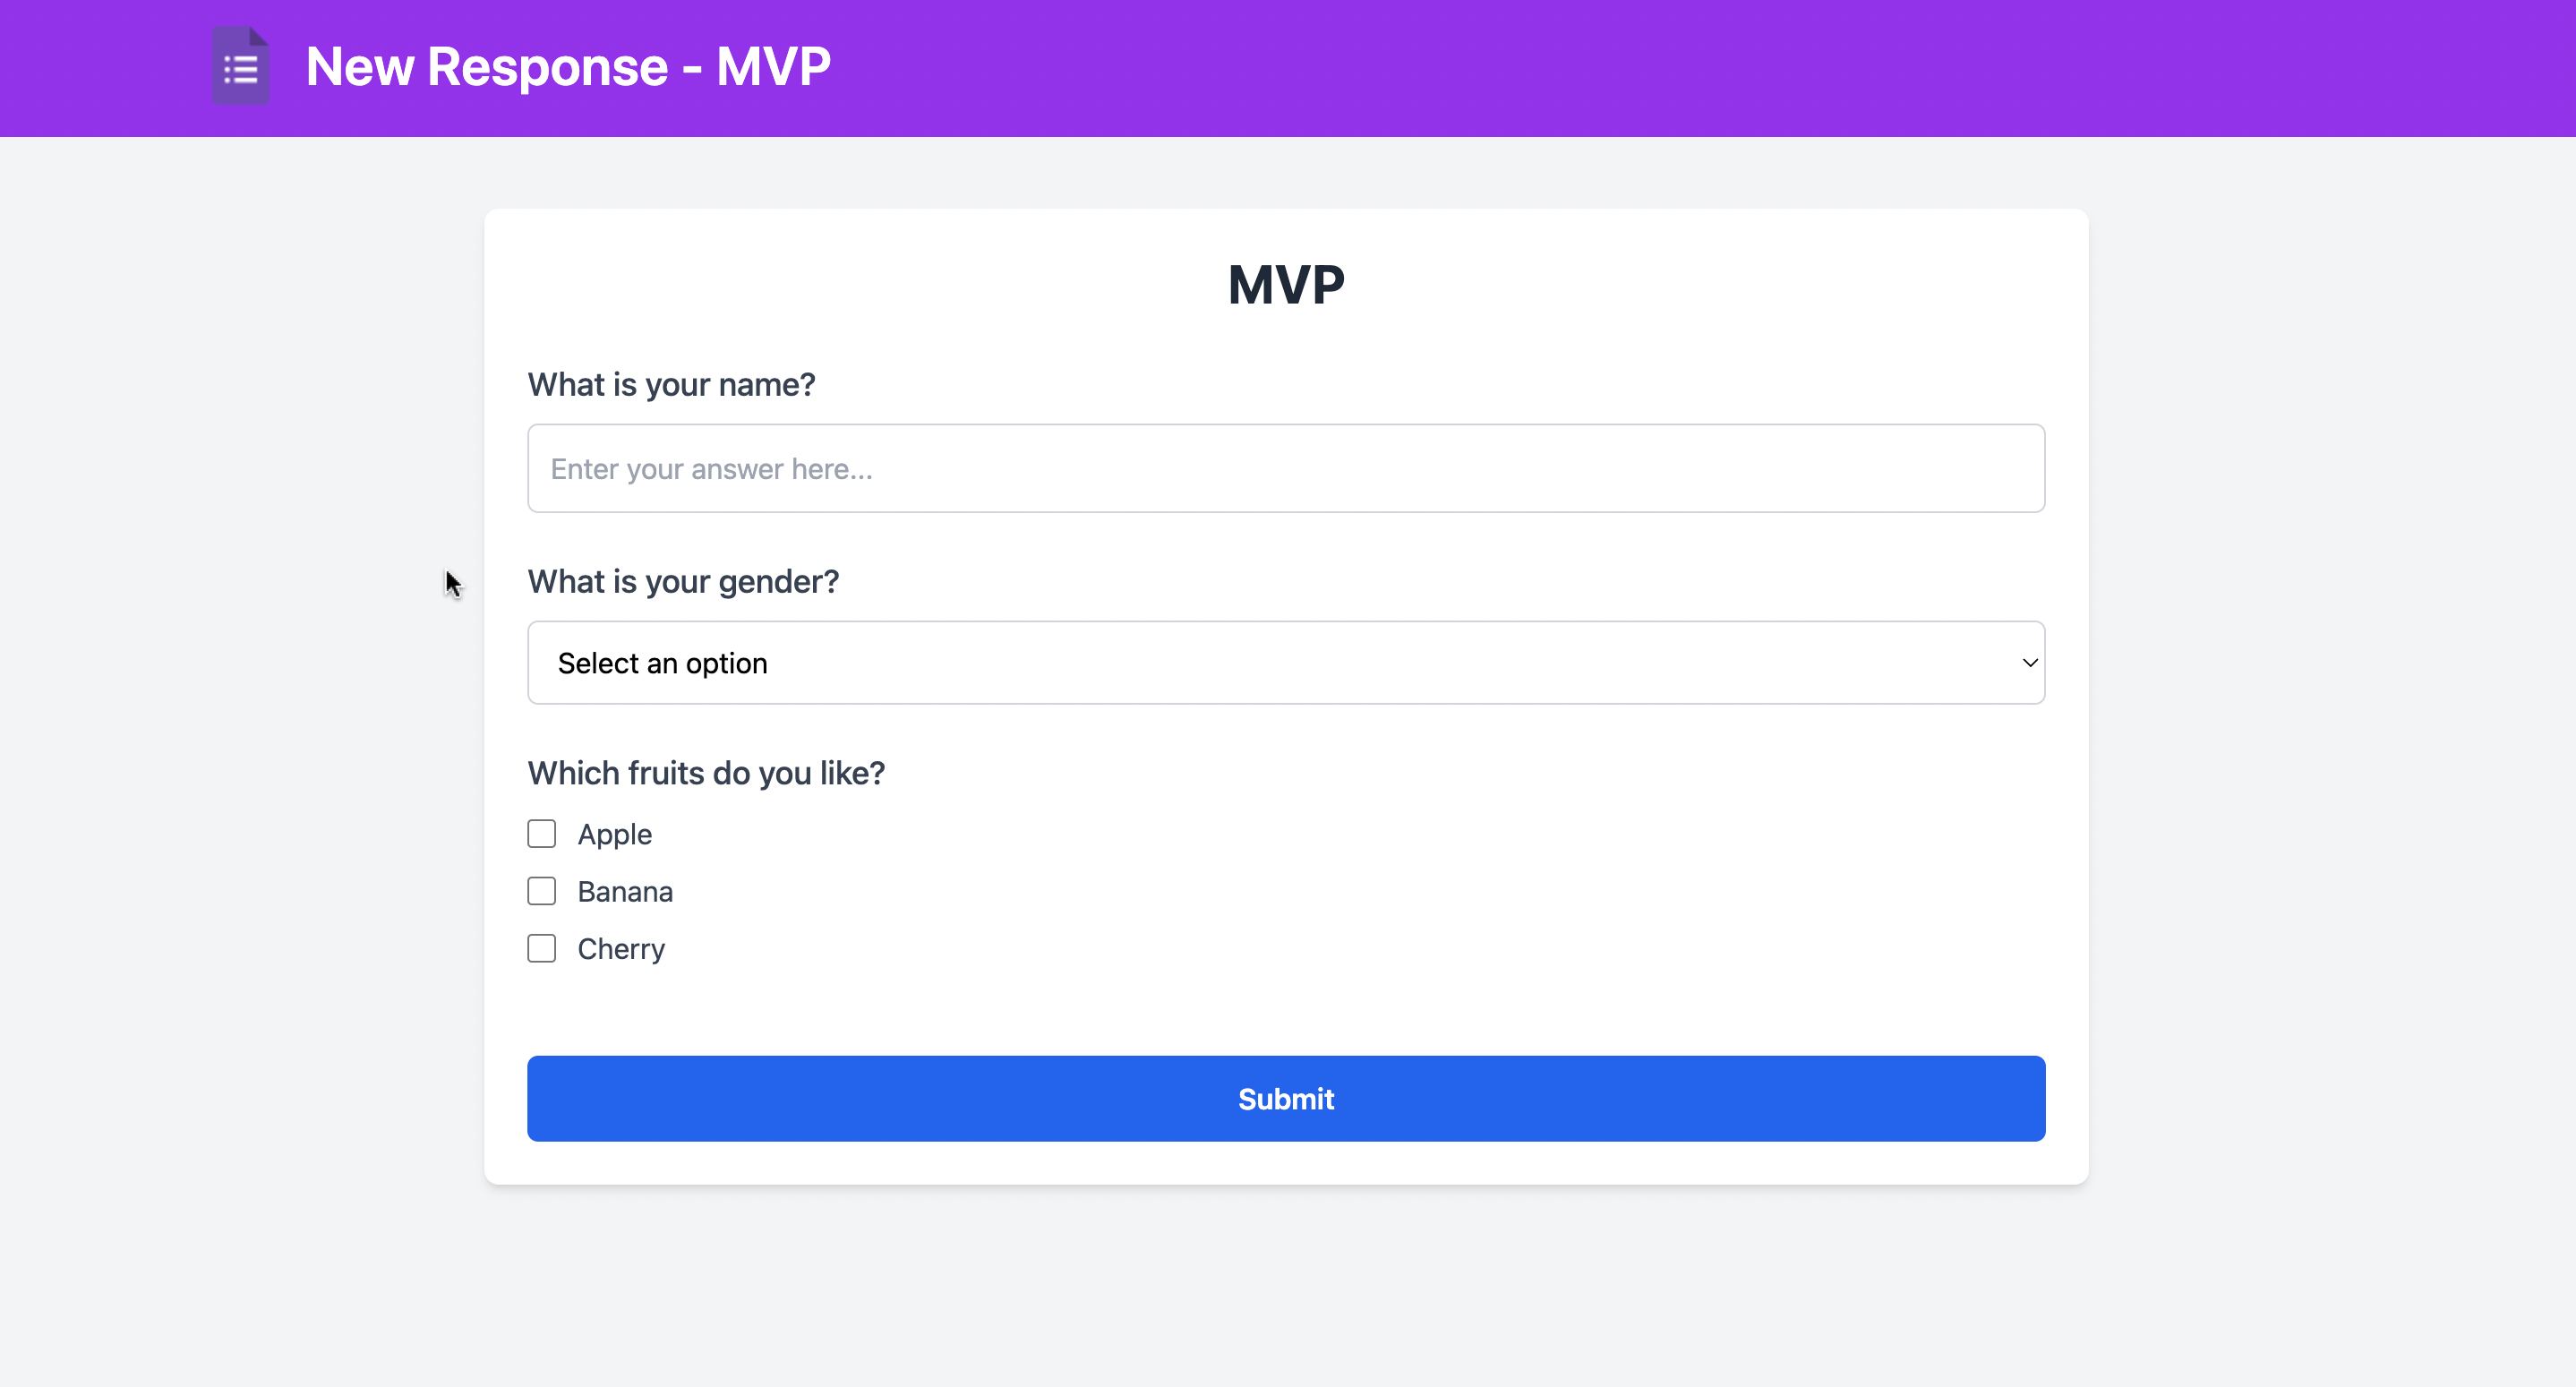 New Response - MVP
MVP
What is your name?
Enter your answer here...
What is your gender?
Select an option
Which fruits do you like?
Apple
Banana
Cherry
Submit